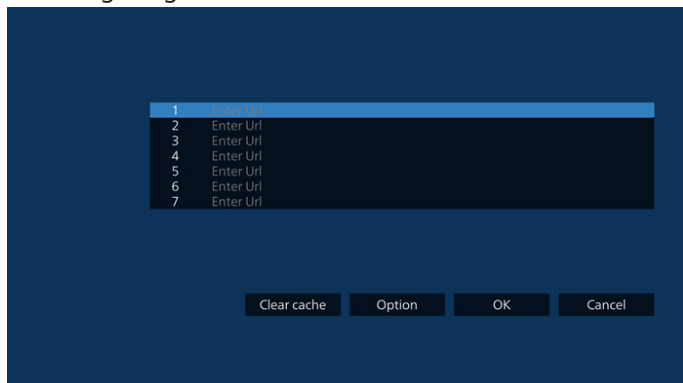 1 Enter Url
2 Enter Url
3 Enter Url
4 Enter Url
5 Enter Url
6 Enter Url
7 Enter Url
Clear cache Option OK Cancel